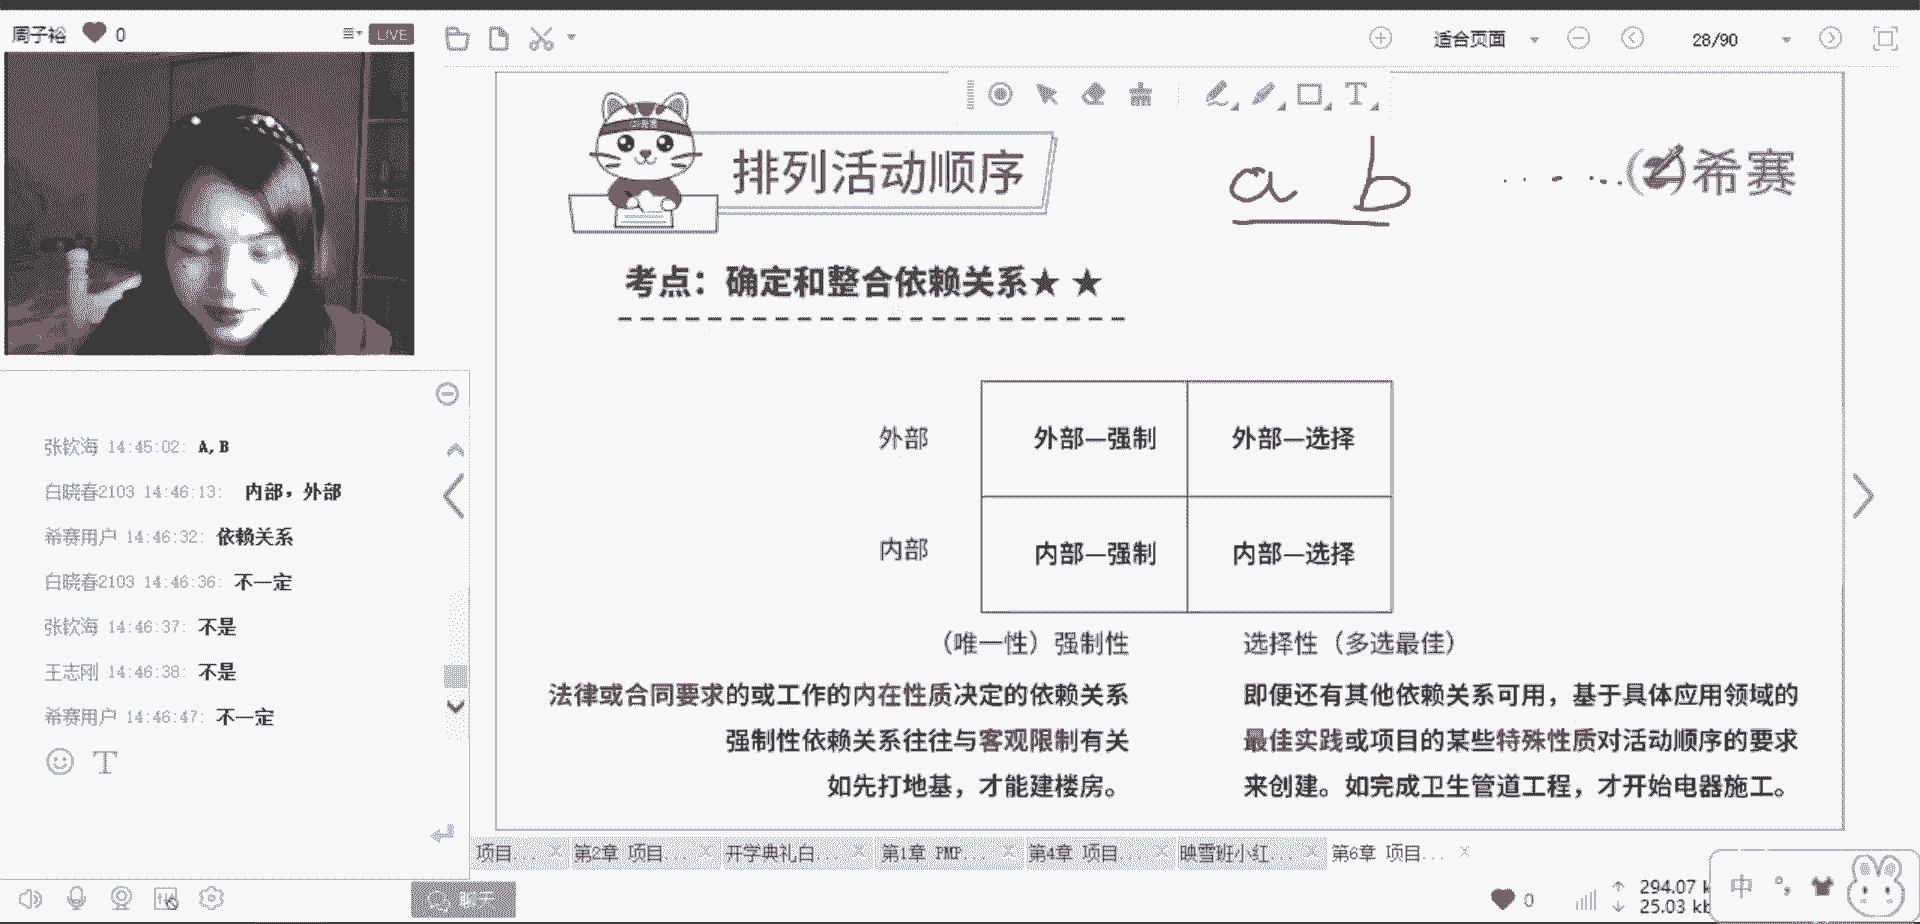 周子裕 0
LIVE
适合页面
28/90
排列活动顺序
a b
希赛
考点：确定和整合依赖关系★ ★
外部
外部—强制
外部—选择
内部
内部—强制
内部—选择
（唯一性）强制性
选择性（多选最佳）
法律或合同要求的或工作的内在性质决定的依赖关系
强制性依赖关系往往与客观限制有关
如先打地基，才能建楼房。
即便还有其他依赖关系可用，基于具体应用领域的
最佳实践或项目的某些特殊性质对活动顺序的要求
来创建。如完成卫生管道工程，才开始电器施工。
张钦海 14:45:02: A,B
白晓春2103 14:46:13: 内部，外部
希赛用户 14:46:32: 依赖关系
白晓春2103 14:46:36: 不一定
张钦海 14:46:37: 不是
王志刚 14:46:38: 不是
希赛用户 14:46:47: 不一定
T
项目... 第2章 项目... 开学典礼白... 第1章 PMP... 第4章 项目... 映雪班小红... 第6章 项目...
聊天
0
294.07 k
25.03 kb
中